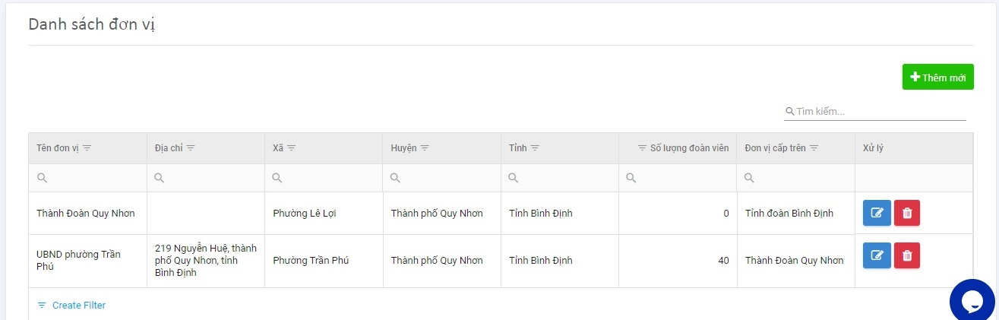 Danh sách đơn vị
Thêm mới
Tìm kiếm...
Tên đơn vị Địa chỉ Xã Huyện Tỉnh Số lượng đoàn viên Đơn vị cấp trên Xử lý
Thành Đoàn Quy Nhơn Phường Lê Lợi Thành phố Quy Nhơn Tỉnh Bình Định 0 Tỉnh đoàn Bình Định
UBND phường Trần
Phú
219 Nguyễn Huệ, thành
phố Quy Nhơn, tỉnh
Bình Định
Phường Trần Phú Thành phố Quy Nhơn Tỉnh Bình Định 40 Thành Đoàn Quy Nhơn
Create Filter